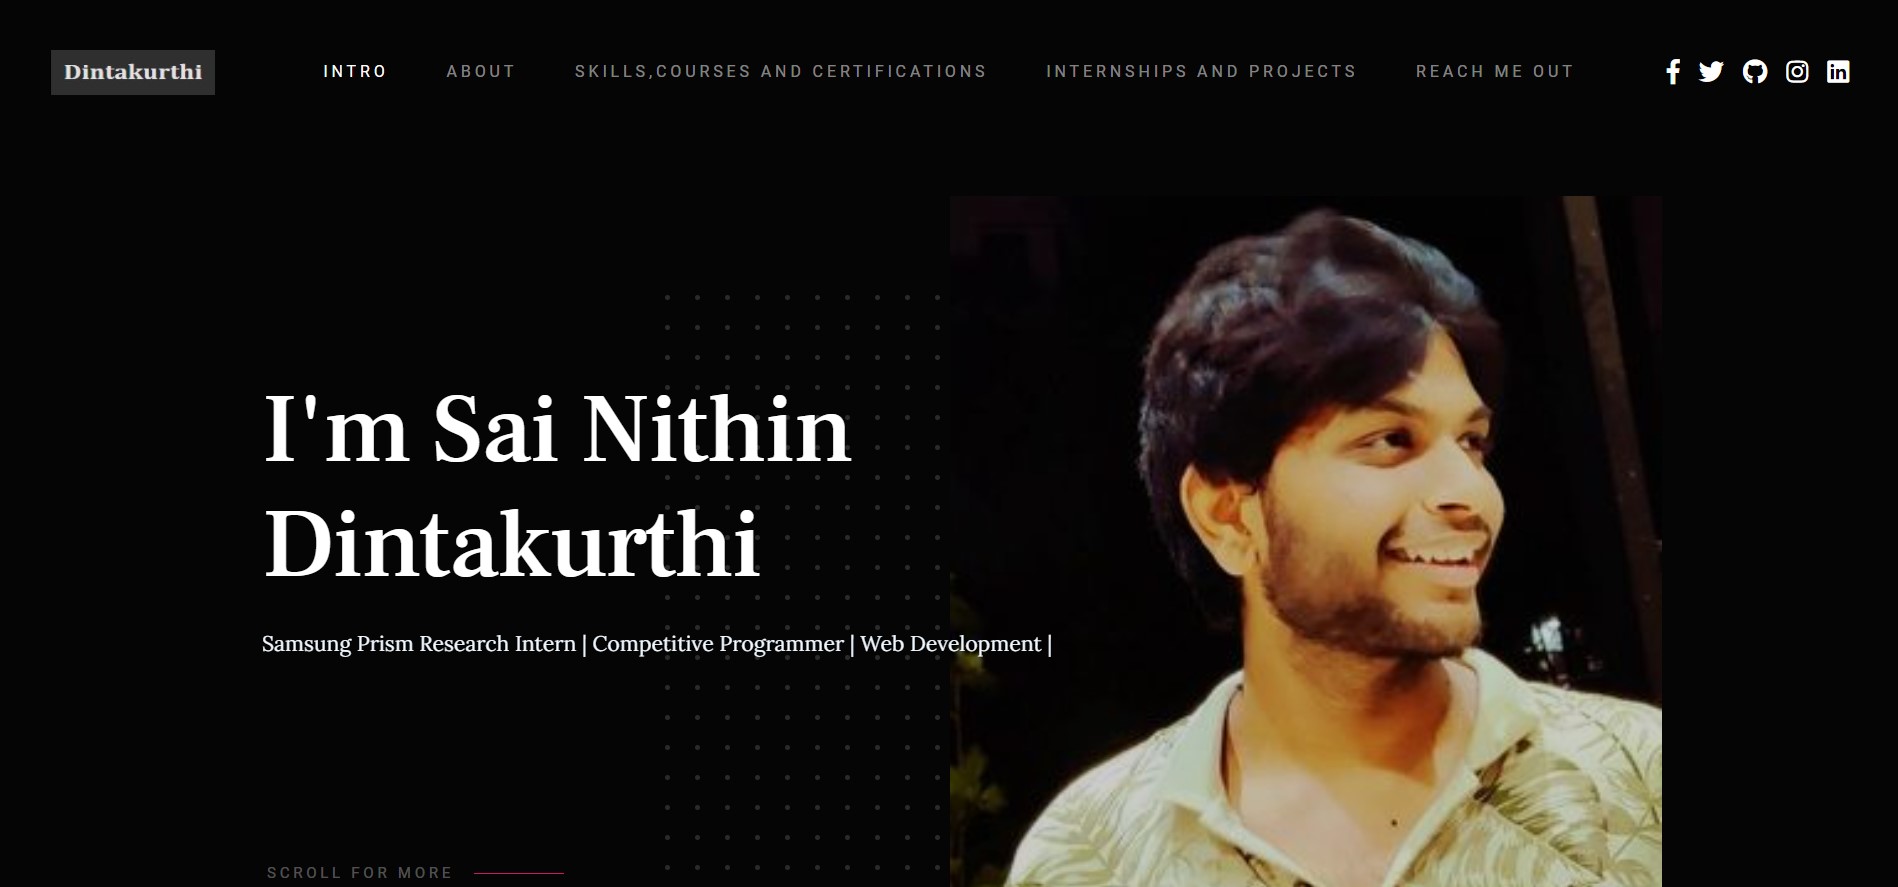 Dintakurthi
INTRO
ABOUT
SKILLS,COURSES AND CERTIFICATIONS
INTERNSHIPS AND PROJECTS
REACH ME OUT
I'm Sai Nithin
Dintakurthi
Samsung Prism Research Intern | Competitive Programmer | Web Development |
SCROLL FOR MORE